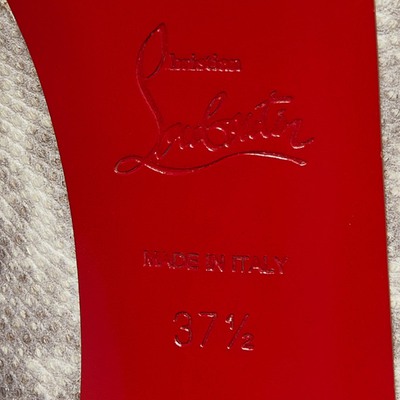 Christian
Louboutin
MADE IN ITALY
37½